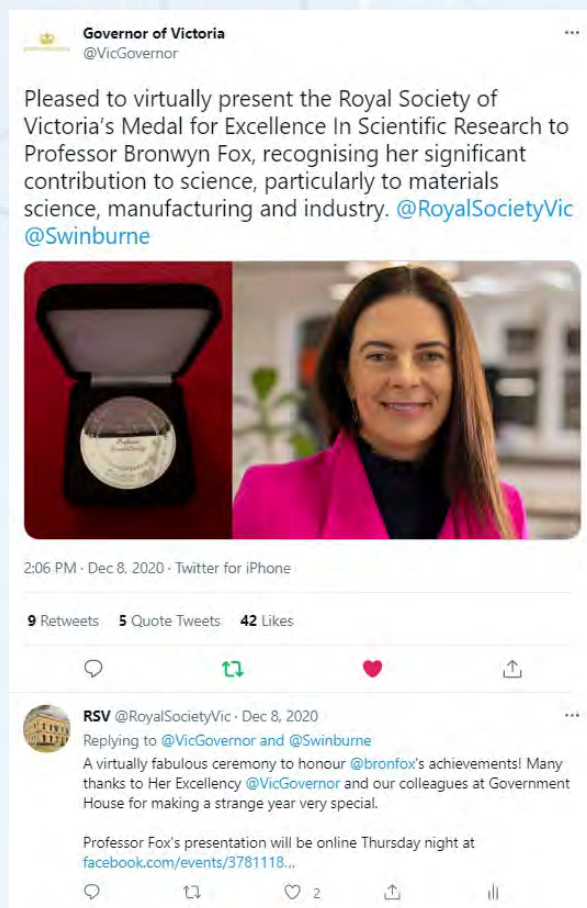 Governor of Victoria
@VicGovernor
Pleased to virtually present the Royal Society of
Victoria's Medal for Excellence In Scientific Research to
Professor Bronwyn Fox, recognising her significant
contribution to science, particularly to materials
science, manufacturing and industry. @RoyalSocietyVic
@Swinburne
2:06 PM · Dec 8, 2020 · Twitter for iPhone
9 Retweets 5 Quote Tweets 42 Likes
RSV @RoyalSocietyVic · Dec 8, 2020
Replying to @VicGovernor and @Swinburne
A virtually fabulous ceremony to honour @bronfox's achievements! Many
thanks to Her Excellency @VicGovernor and our colleagues at Government
House for making a strange year very special.
Professor Fox's presentation will be online Thursday night at
facebook.com/events/3781118...
2